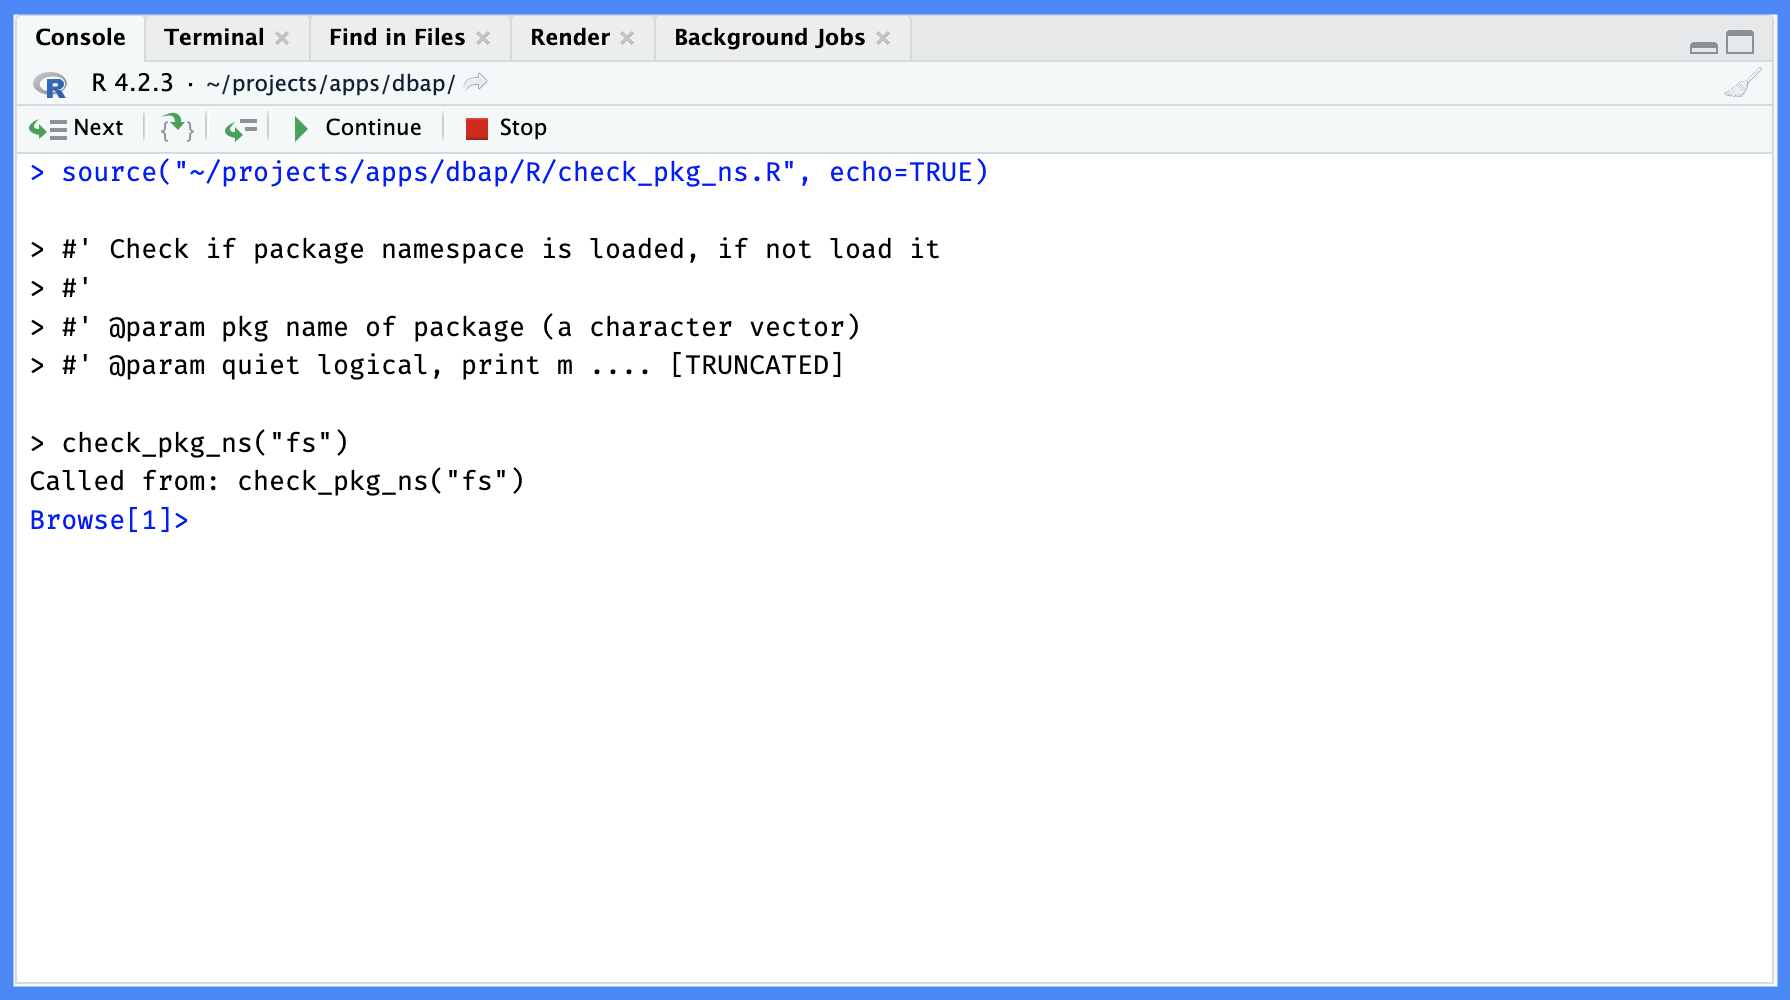 Console Terminal Find in Files Render Background Jobs
R R 4.2.3 · ~/projects/apps/dbap/
Next {} Continue Stop
> source("~/projects/apps/dbap/R/check_pkg_ns.R", echo=TRUE)
> #' Check if package namespace is loaded, if not load it
> #'
> #' @param pkg name of package (a character vector)
> #' @param quiet logical, print m .... [TRUNCATED]
> check_pkg_ns("fs")
Called from: check_pkg_ns("fs")
Browse[1]>